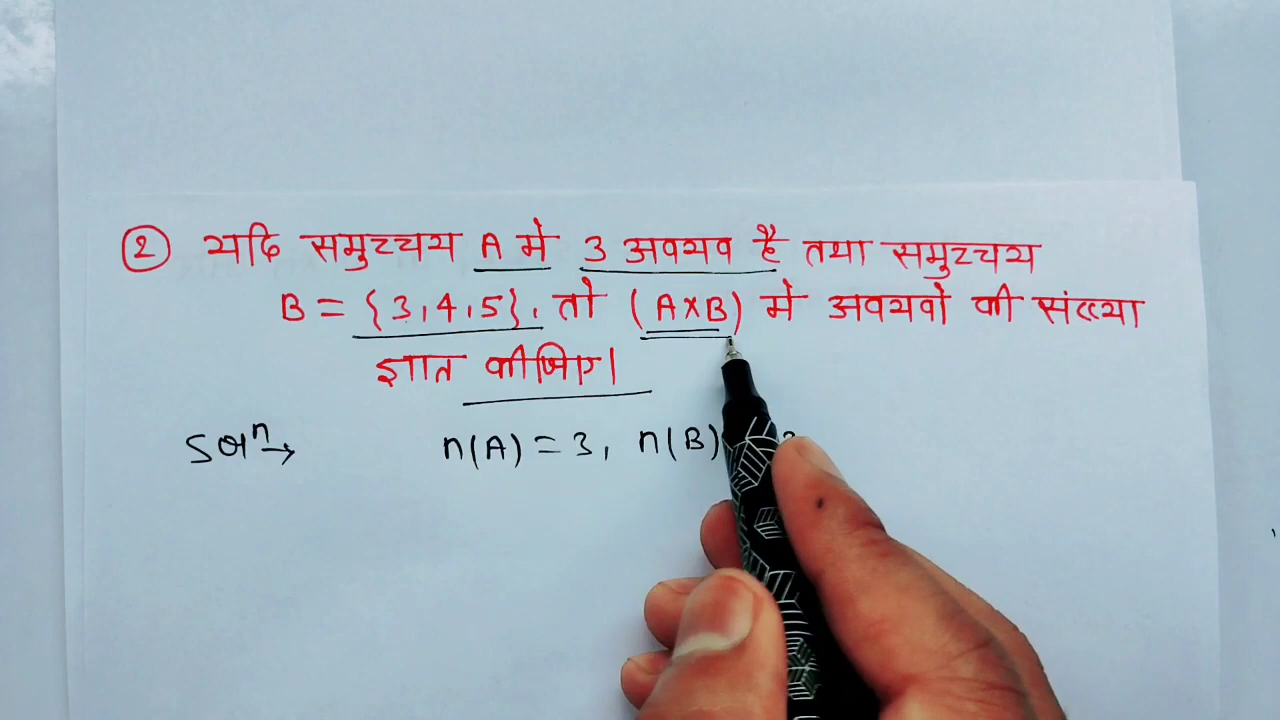 ② यदि समुच्चय A मे 3 अवयव है तथा समुच्चय
B = {3,4,5}, तो (A×B) मे अवयवो की संख्या
ज्ञात कीजिए।
Solⁿ→ n(A) = 3, n(B)